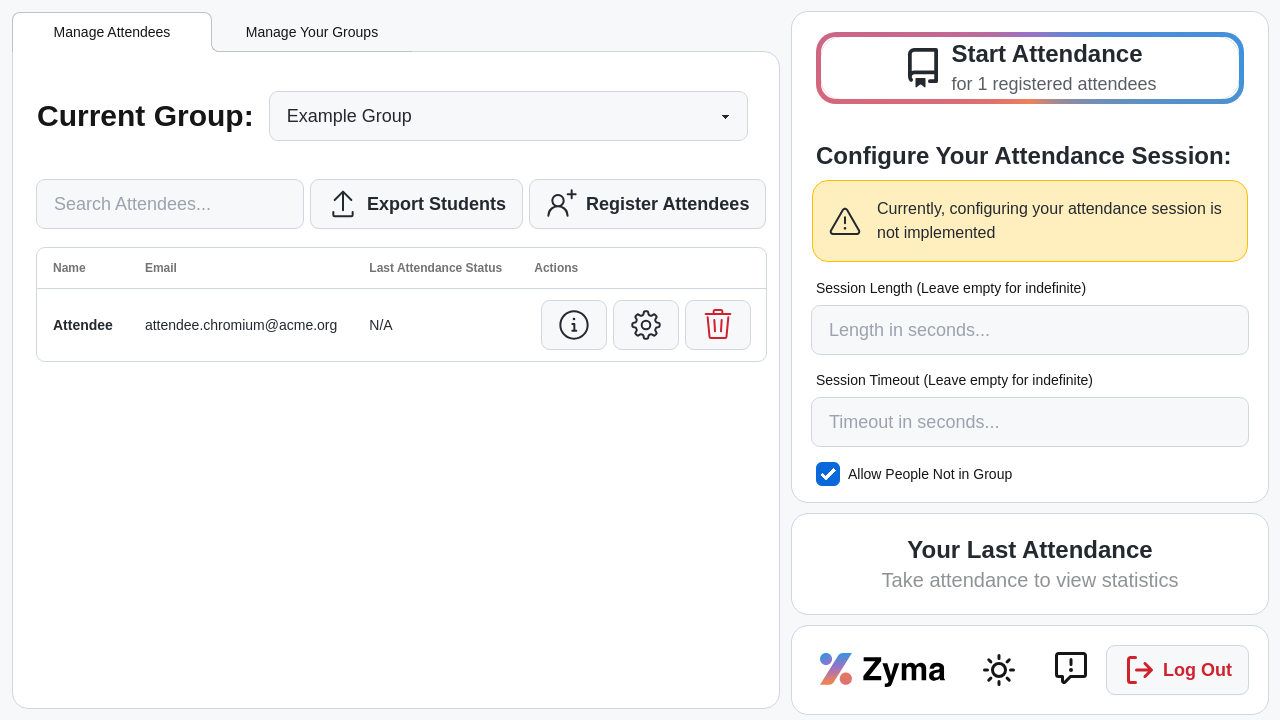 Manage Attendees
Manage Your Groups
Current Group:
Example Group
Search Attendees...
Export Students
Register Attendees
Name
Email
Last Attendance Status
Actions
Attendee
attendee.chromium@acme.org
N/A
Start Attendance
for 1 registered attendees
Configure Your Attendance Session:
Currently, configuring your attendance session is
not implemented
Session Length (Leave empty for indefinite)
Length in seconds...
Session Timeout (Leave empty for indefinite)
Timeout in seconds...
Allow People Not in Group
Your Last Attendance
Take attendance to view statistics
Zyma
Log Out